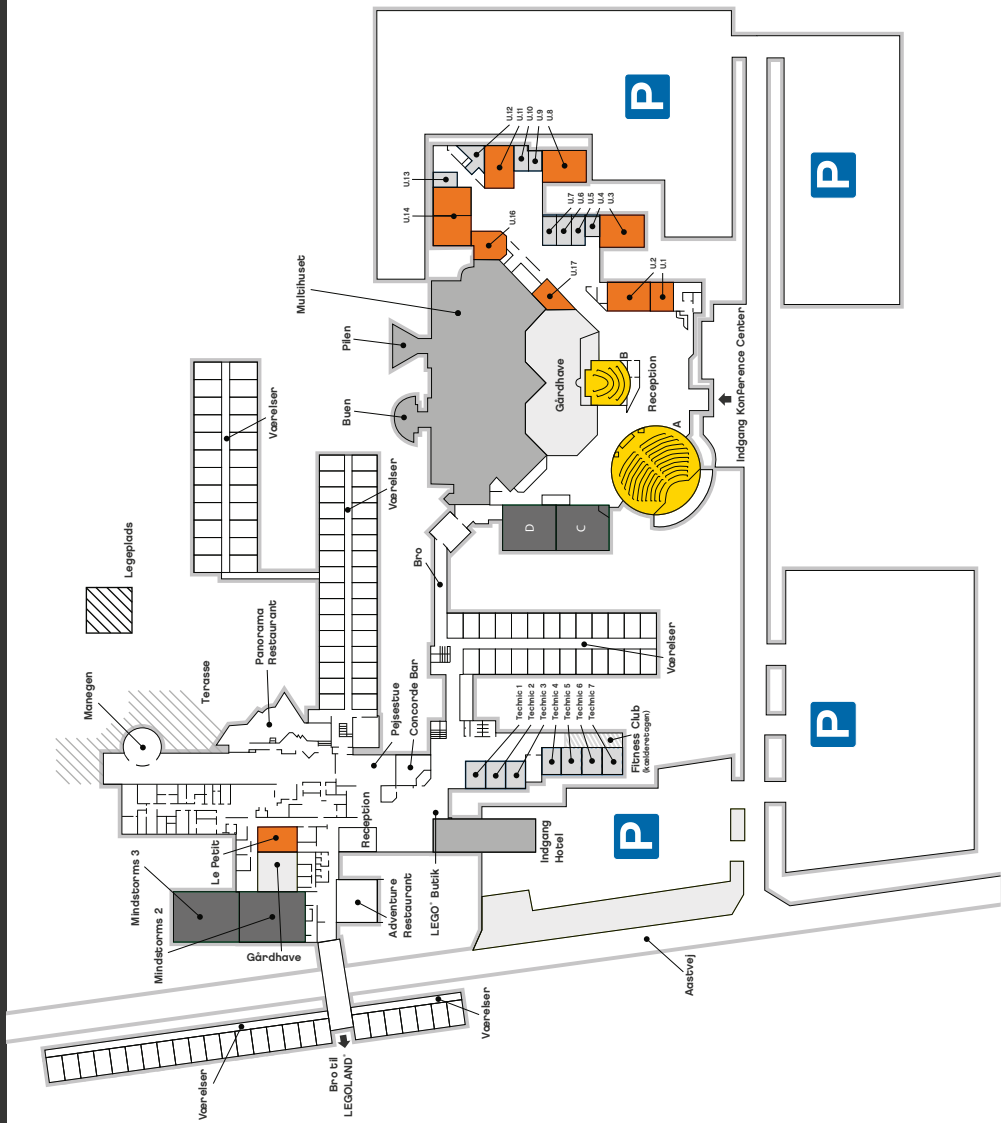 P
P
P
P
U.12
U.11
U.10
U.9
U.8
U.13
U.14
U.16
U.7
U.6
U.5
U.4
U.3
U.17
U.2
U.1
Multihuset
Pilen
Buen
Værelser
Værelser
Gårdhave
B
Reception
A
Indgang Konference Center
D
C
Bro
Legeplads
Panorama
Restaurant
Terasse
Manegen
Værelser
Pejsestue
Concorde Bar
Technic 1
Technic 2
Technic 3
Technic 4
Technic 5
Technic 6
Technic 7
Fitness Club
(kælderetagen)
Reception
Le Petit
Mindstorms 3
Mindstorms 2
Gårdhave
Adventure
Restaurant
LEGO® Butik
Indgang
Hotel
Aastvej
Værelser
Værelser
Bro til
LEGOLAND®